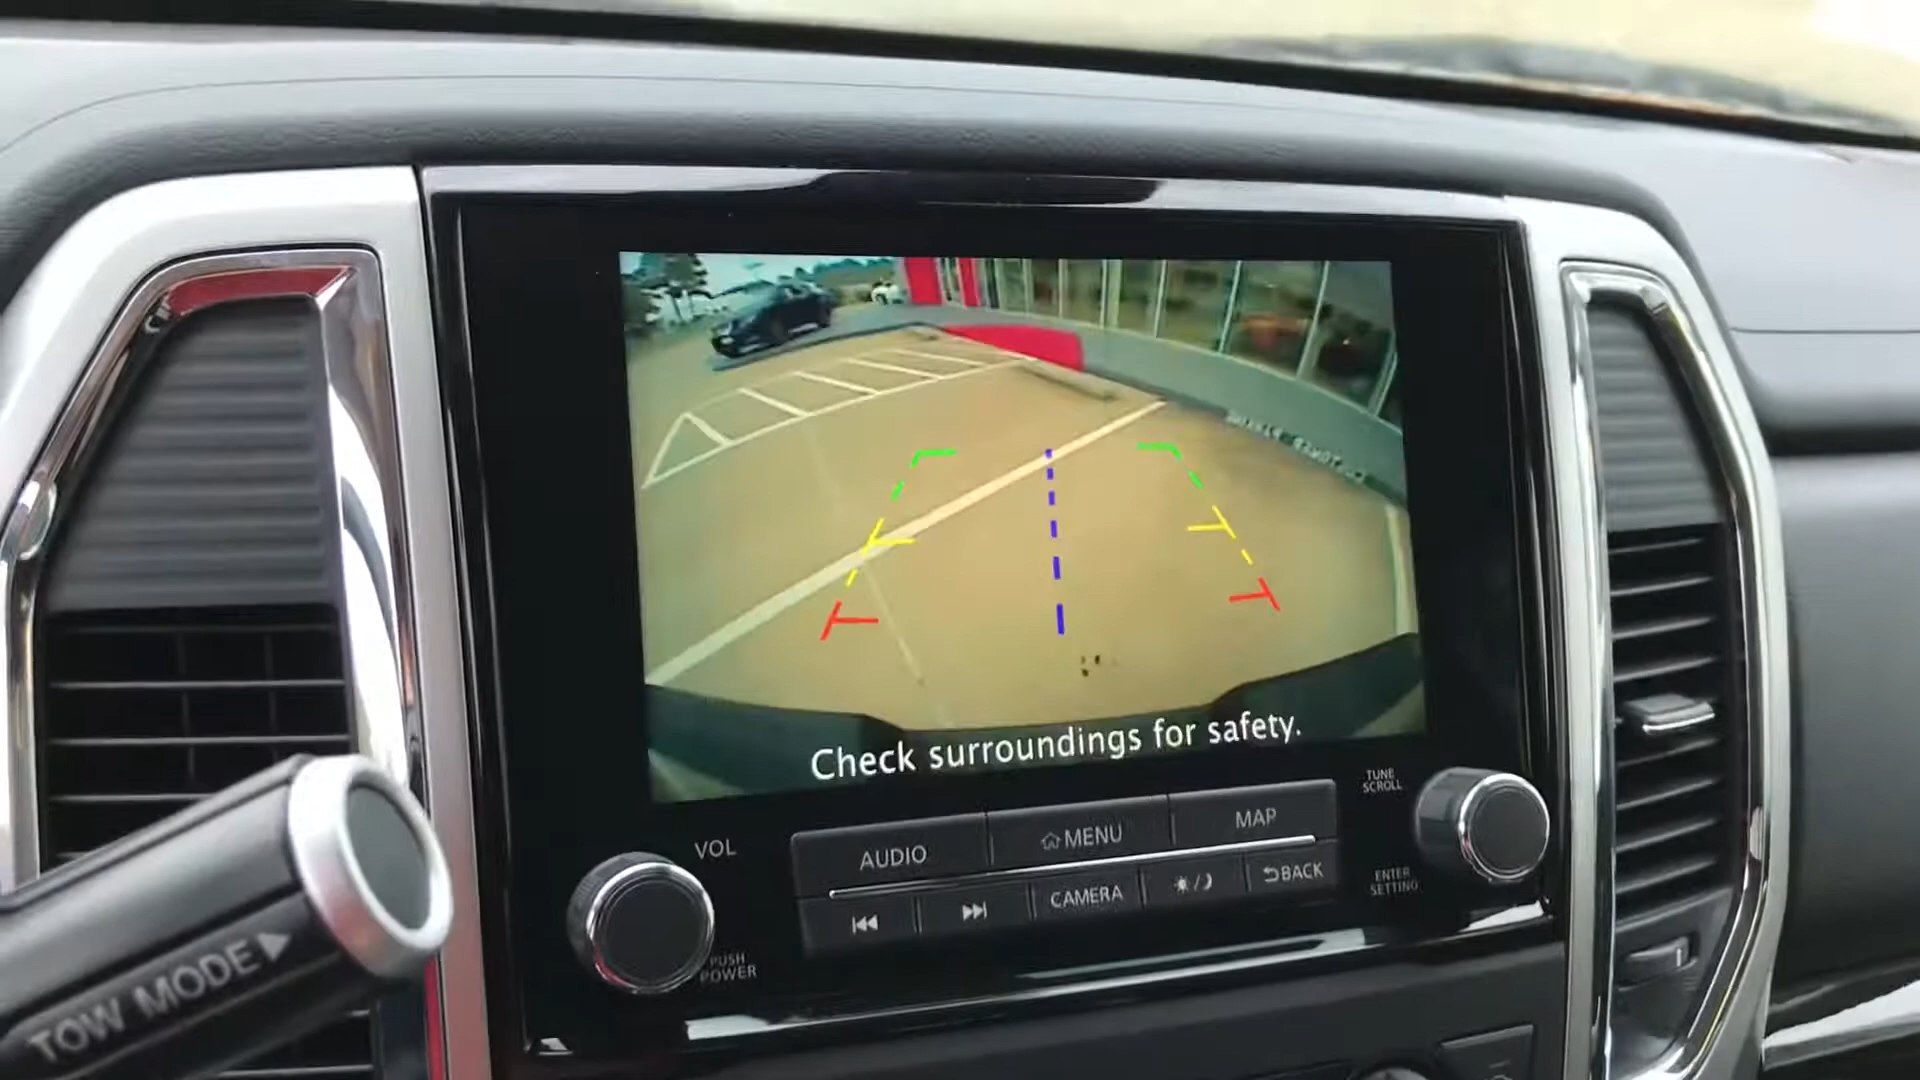 Check surroundings for safety.
TUNE
SCROLL
VOL
AUDIO
MENU
MAP
CAMERA
BACK
ENTER
SETTING
PUSH
POWER
TOW MODE